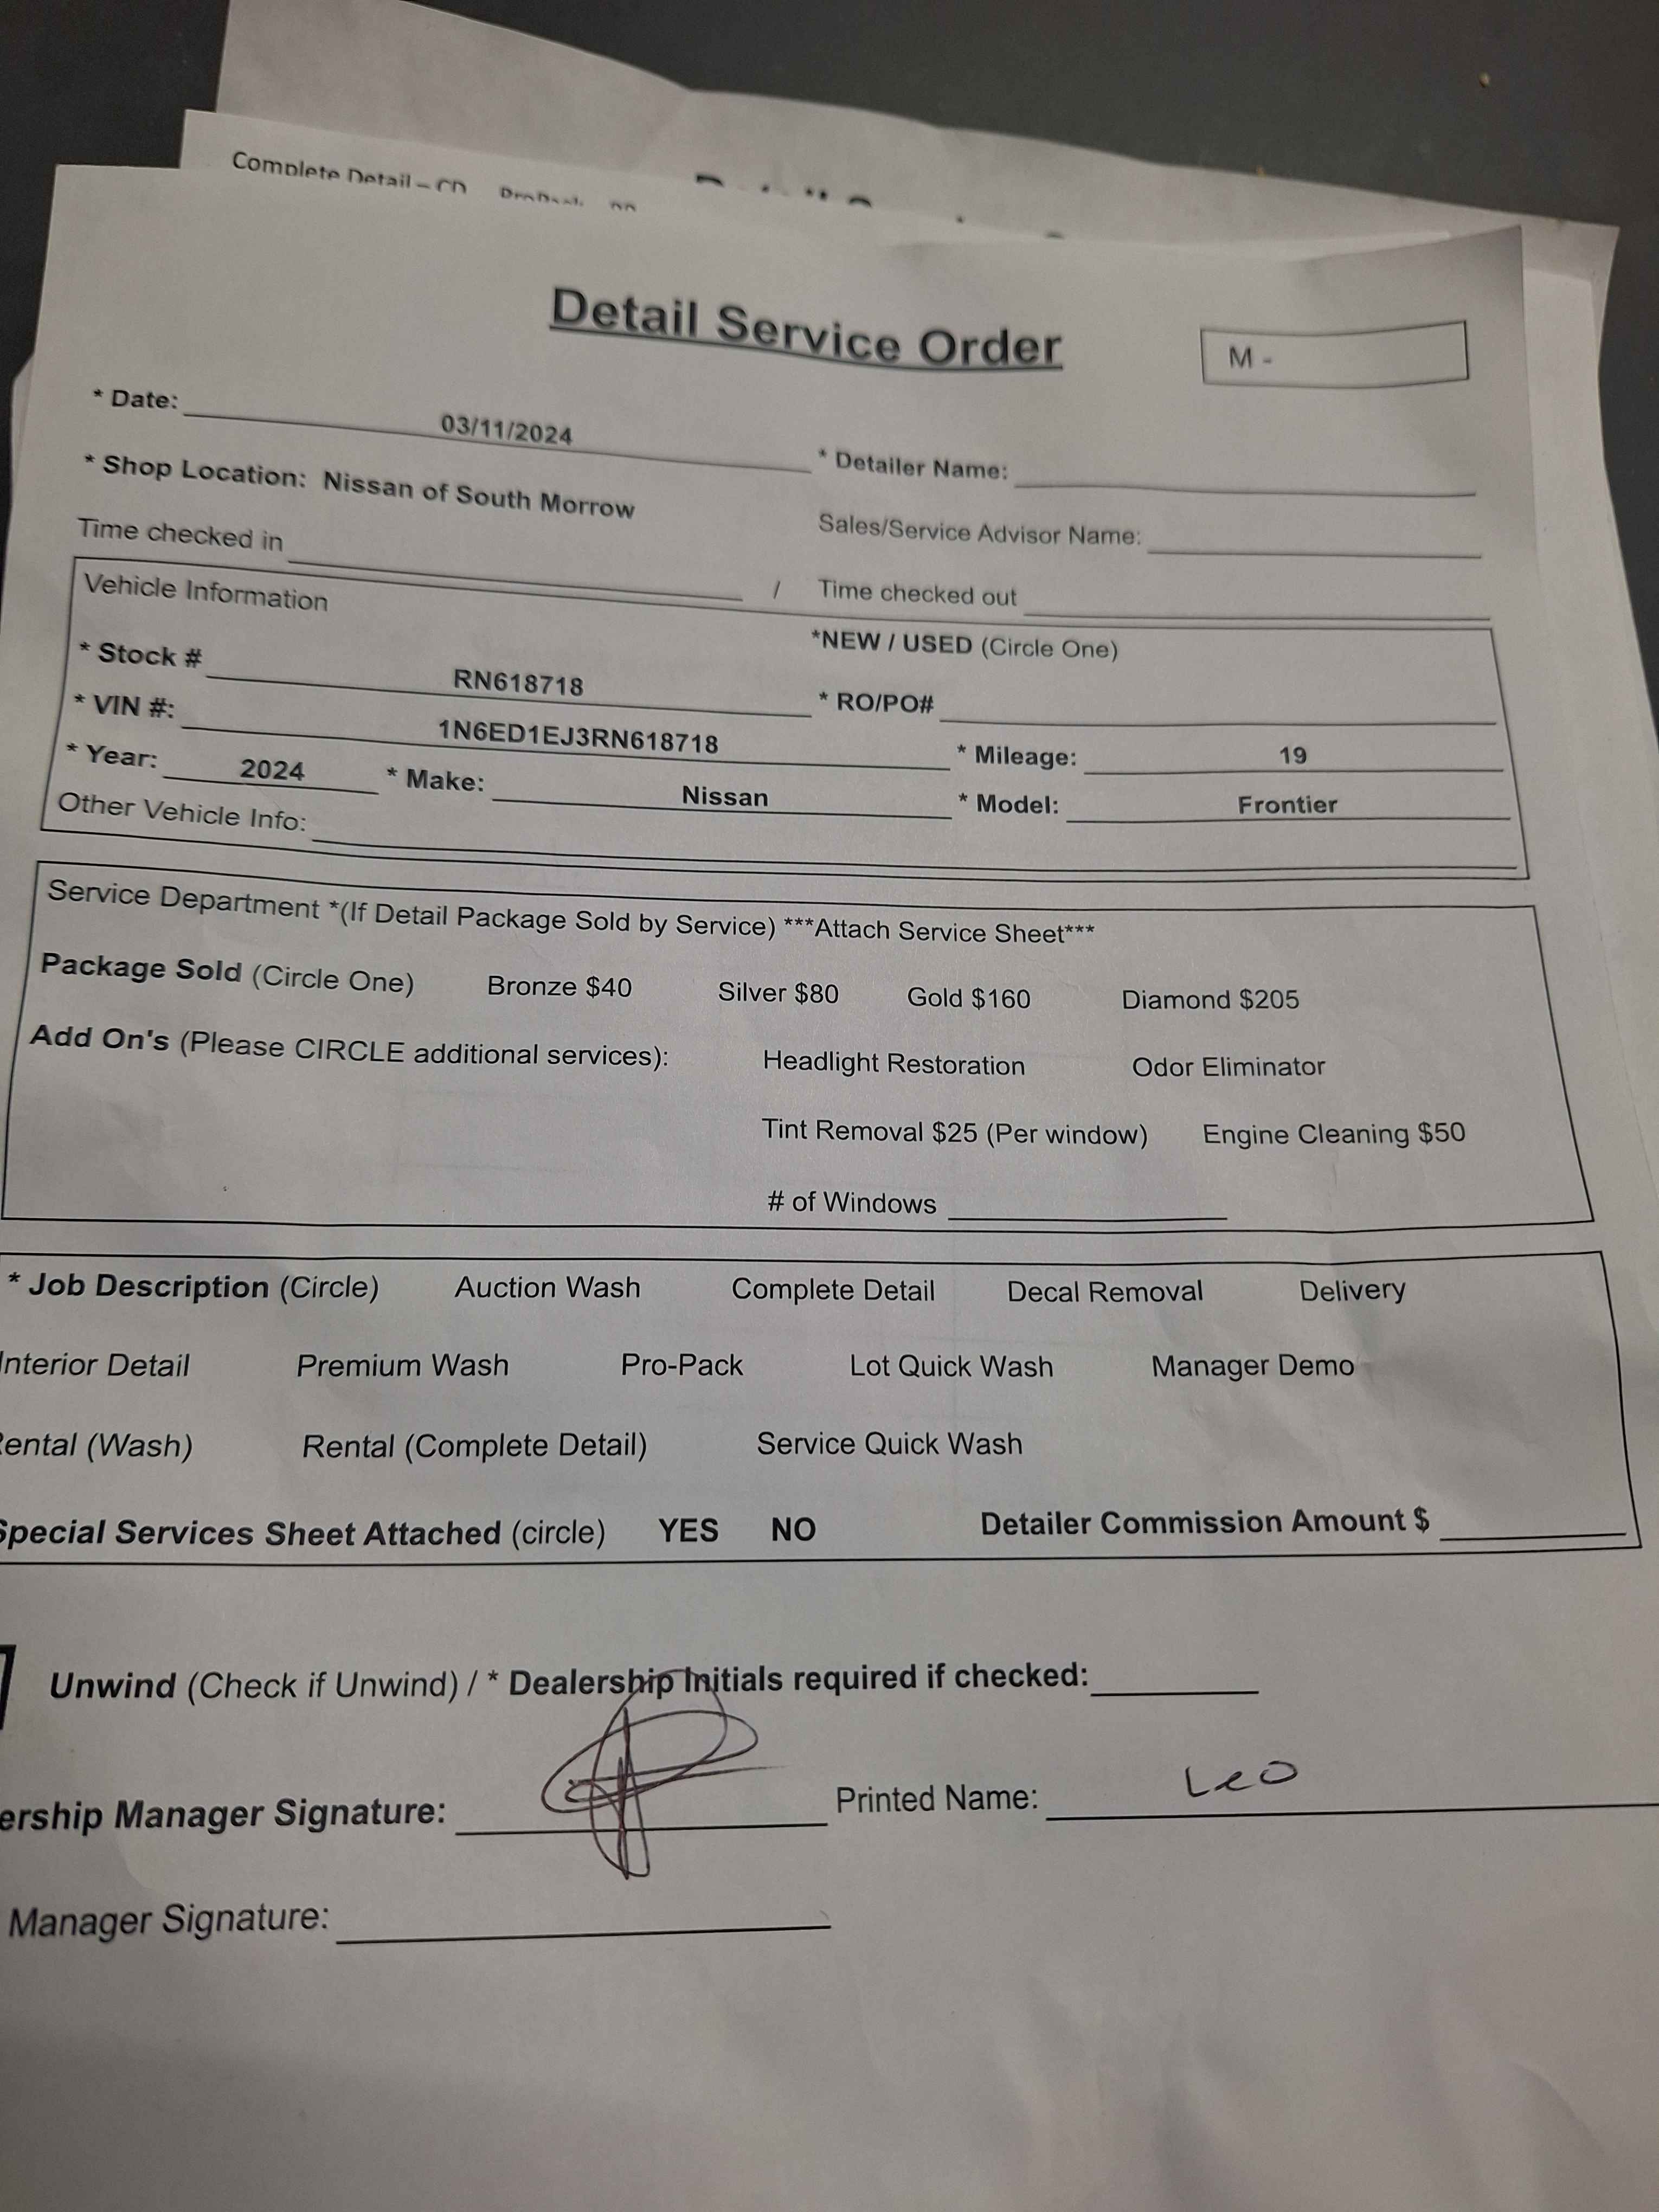 Complete Detail – CD
Detail Service Order
M -
* Date: 03/11/2024
* Detailer Name:
* Shop Location: Nissan of South Morrow
Sales/Service Advisor Name:
Time checked in / Time checked out
Vehicle Information
*NEW / USED (Circle One)
* Stock # RN618718
* RO/PO#
* VIN #: 1N6ED1EJ3RN618718
* Mileage: 19
* Year: 2024 * Make: Nissan * Model: Frontier
Other Vehicle Info:
Service Department *(If Detail Package Sold by Service) ***Attach Service Sheet***
Package Sold (Circle One) Bronze $40 Silver $80 Gold $160 Diamond $205
Add On's (Please CIRCLE additional services): Headlight Restoration Odor Eliminator
Tint Removal $25 (Per window) Engine Cleaning $50
# of Windows
* Job Description (Circle) Auction Wash Complete Detail Decal Removal Delivery
Interior Detail Premium Wash Pro-Pack Lot Quick Wash Manager Demo
Rental (Wash) Rental (Complete Detail) Service Quick Wash
Special Services Sheet Attached (circle) YES NO Detailer Commission Amount $
Unwind (Check if Unwind) / * Dealership Initials required if checked:
ership Manager Signature: Printed Name: Leo
Manager Signature: